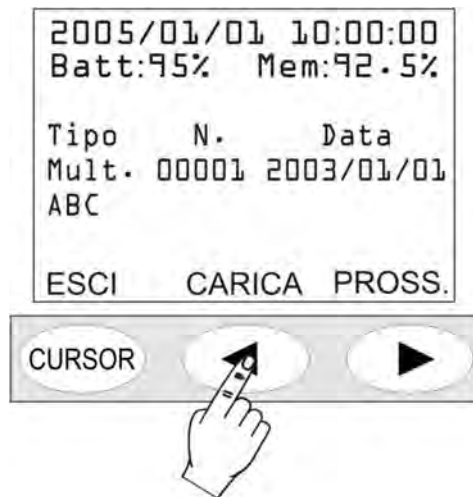 2005/01/01 10:00:00
Batt:95% Mem:92.5%
Tipo N. Data
Mult. 00001 2003/01/01
ABC
ESCI CARICA PROSS.
CURSOR